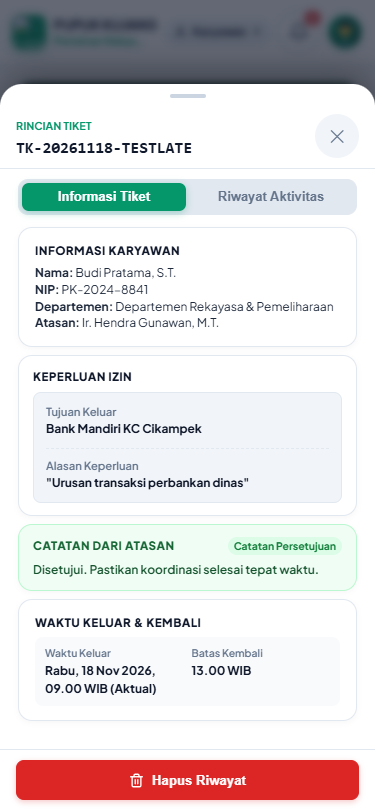 RINCIAN TIKET
TK-20261118-TESTLATE
Informasi Tiket
Riwayat Aktivitas
INFORMASI KARYAWAN
Nama: Budi Pratama, S.T.
NIP: PK-2024-8841
Departemen: Departemen Rekayasa & Pemeliharaan
Atasan: Ir. Hendra Gunawan, M.T.
KEPERLUAN IZIN
Tujuan Keluar
Bank Mandiri KC Cikampek
Alasan Keperluan
"Urusan transaksi perbankan dinas"
CATATAN DARI ATASAN
Catatan Persetujuan
Disetujui. Pastikan koordinasi selesai tepat waktu.
WAKTU KELUAR & KEMBALI
Waktu Keluar
Rabu, 18 Nov 2026,
09.00 WIB (Aktual)
Batas Kembali
13.00 WIB
Hapus Riwayat